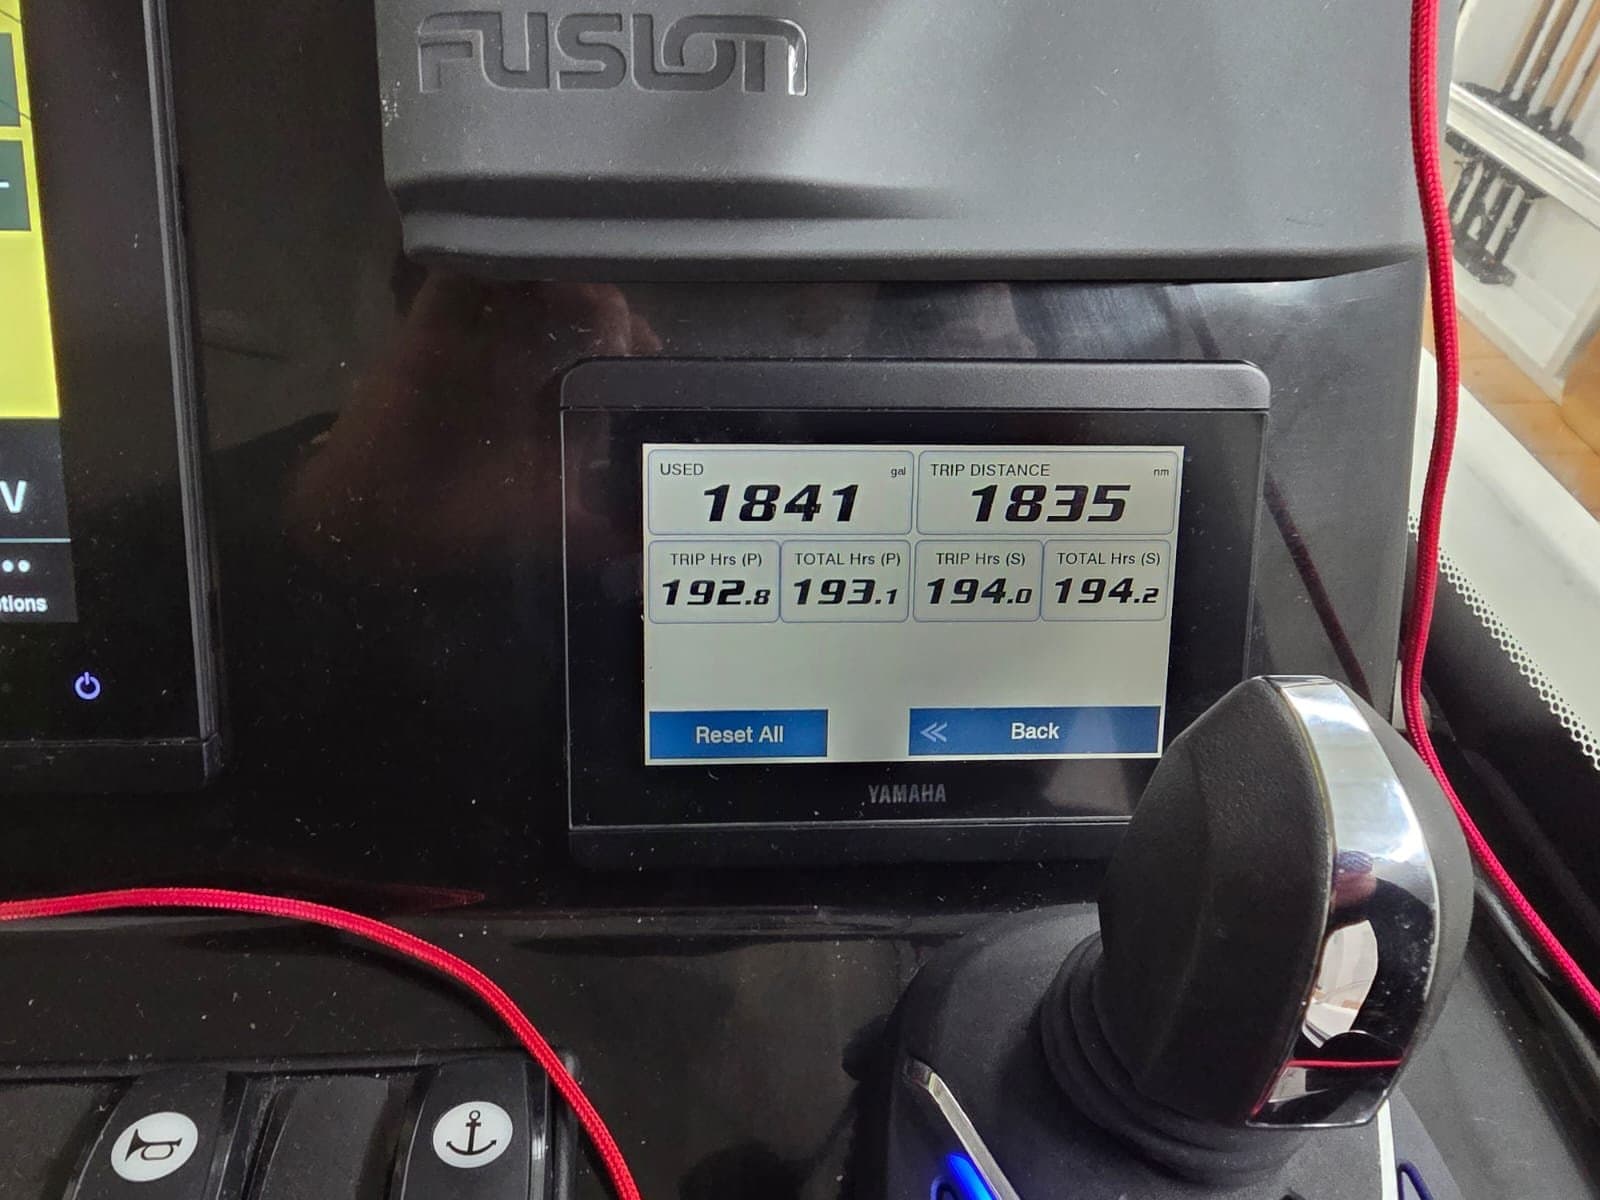 FUSION
V
USED gal TRIP DISTANCE nm
1841 1835
TRIP Hrs (P) TOTAL Hrs (P) TRIP Hrs (S) TOTAL Hrs (S)
192.8 193.1 194.0 194.2
tions
Reset All Back
YAMAHA